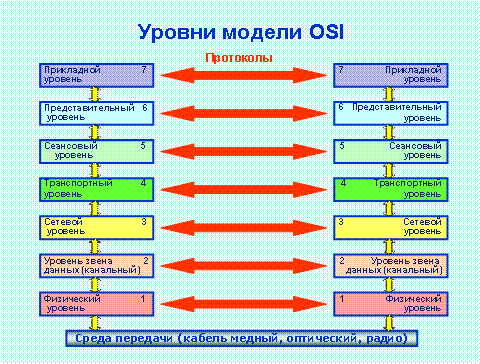 Уровни модели OSI
Протоколы
Прикладной 7
уровень
7 Прикладной
уровень
Представительный 6
уровень
6 Представительный
уровень
Сеансовый 5
уровень
5 Сеансовый
уровень
Транспортный 4
уровень
4 Транспортный
уровень
Сетевой 3
уровень
3 Сетевой
уровень
Уровень звена 2
данных (канальный)
2 Уровень звена
данных (канальный)
Физический 1
уровень
1 Физический
уровень
Среда передачи (кабель медный, оптический, радио)